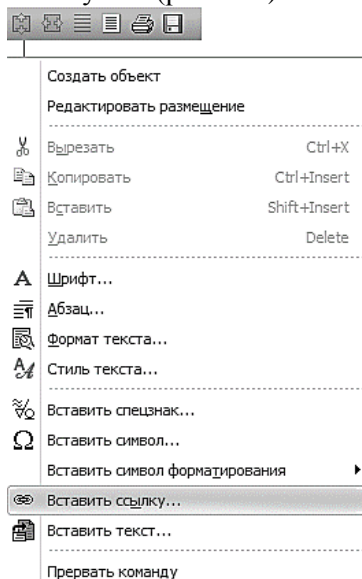 Создать объект
Редактировать размещение
Вырезать Ctrl+X
Копировать Ctrl+Insert
Вставить Shift+Insert
Удалить Delete
Шрифт...
Абзац...
Формат текста...
Стиль текста...
Вставить спецзнак...
Вставить символ...
Вставить символ форматирования
Вставить ссылку...
Вставить текст...
Прервать команду